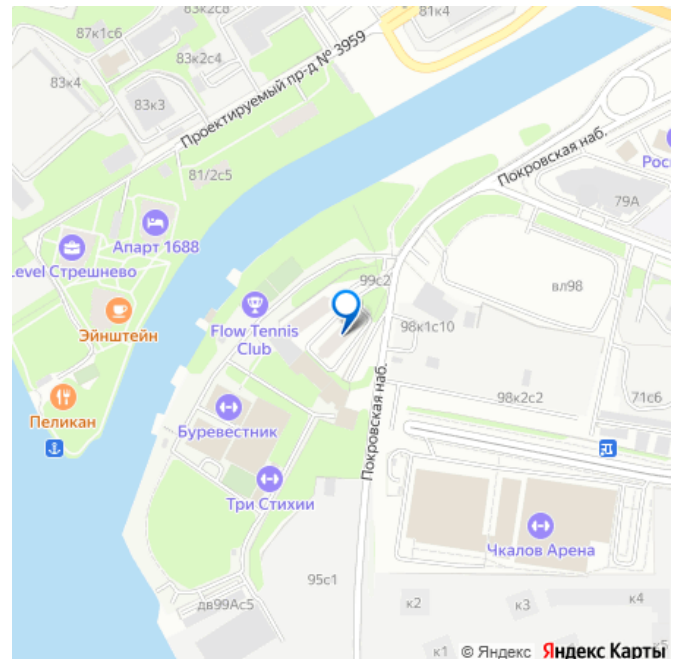 81к4
83к2с8
87к1с6
83к2с4
83к4
83к3
Проектируемый пр-д № 3959
Покровская наб.
Рос
79А
81/2с5
Апарт 1688
Level Стрешнево
Эйнштейн
99с2
вл98
Flow Tennis
Club
98к1с10
Пеликан
98к2с2
71с6
Буревестник
Покровская наб.
Три Стихии
Чкалов Арена
95с1
дв99Ас5
к2
к3
к4
к1
© Яндекс Яндекс Карты